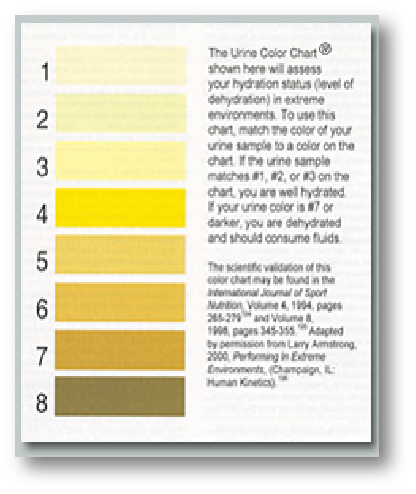 1
2
3
4
5
6
7
8
The Urine Color Chart ®
shown here will assess
your hydration status (level of
dehydration) in extreme
environments. To use this
chart, match the color of your
urine sample to a color on the
chart. If the urine sample
matches #1, #2, or #3 on the
chart, you are well hydrated.
If your urine color is #7 or
darker, you are dehydrated
and should consume fluids.
The scientific validation of this
color chart may be found in the
International Journal of Sport
Nutrition, Volume 4, 1994, pages
265-279 and Volume 8,
1998, pages 345-355. Adapted
by permission from Larry Armstrong,
2000, Performing in Extreme
Environments, (Champaign, IL:
Human Kinetics).